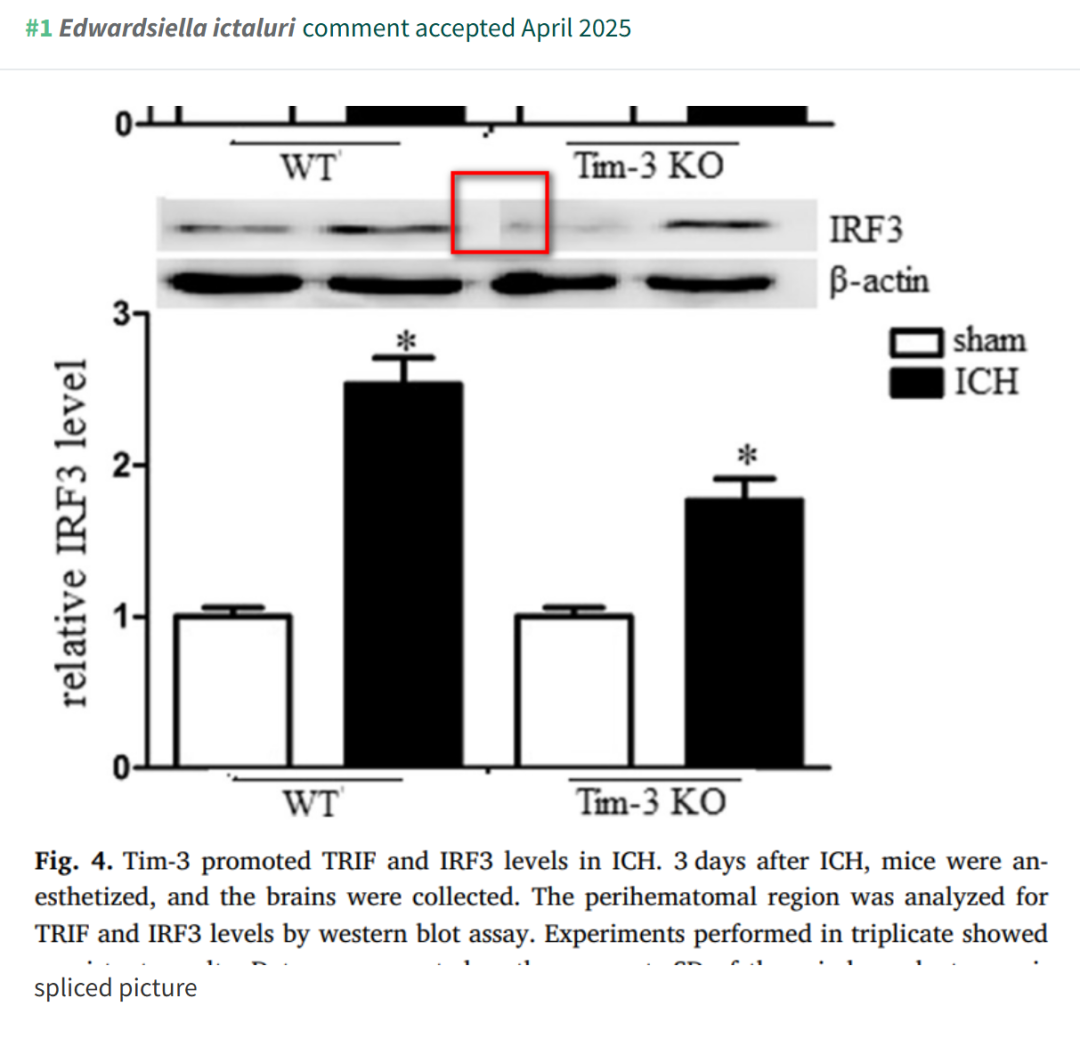 #1 Edwardsiella ictaluri comment accepted April 2025
0
WT Tim-3 KO
IRF3
β-actin
3
sham
ICH
relative IRF3 level
*
*
2
1
0
WT Tim-3 KO
Fig. 4. Tim-3 promoted TRIF and IRF3 levels in ICH. 3 days after ICH, mice were an-
esthetized, and the brains were collected. The perihematomal region was analyzed for
TRIF and IRF3 levels by western blot assay. Experiments performed in triplicate showed
spliced picture